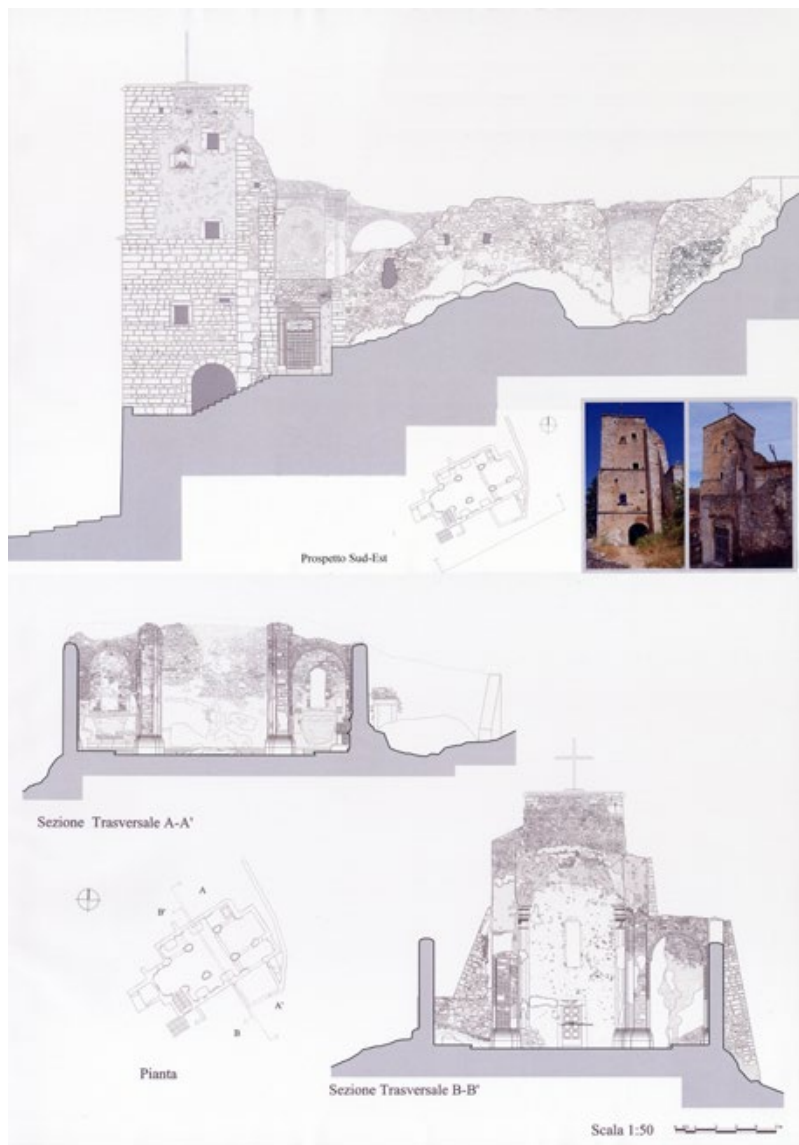 Prospetto Sud-Est
Sezione Trasversale A-A'
A
B'
A'
B
Pianta
Sezione Trasversale B-B'
Scala 1:50